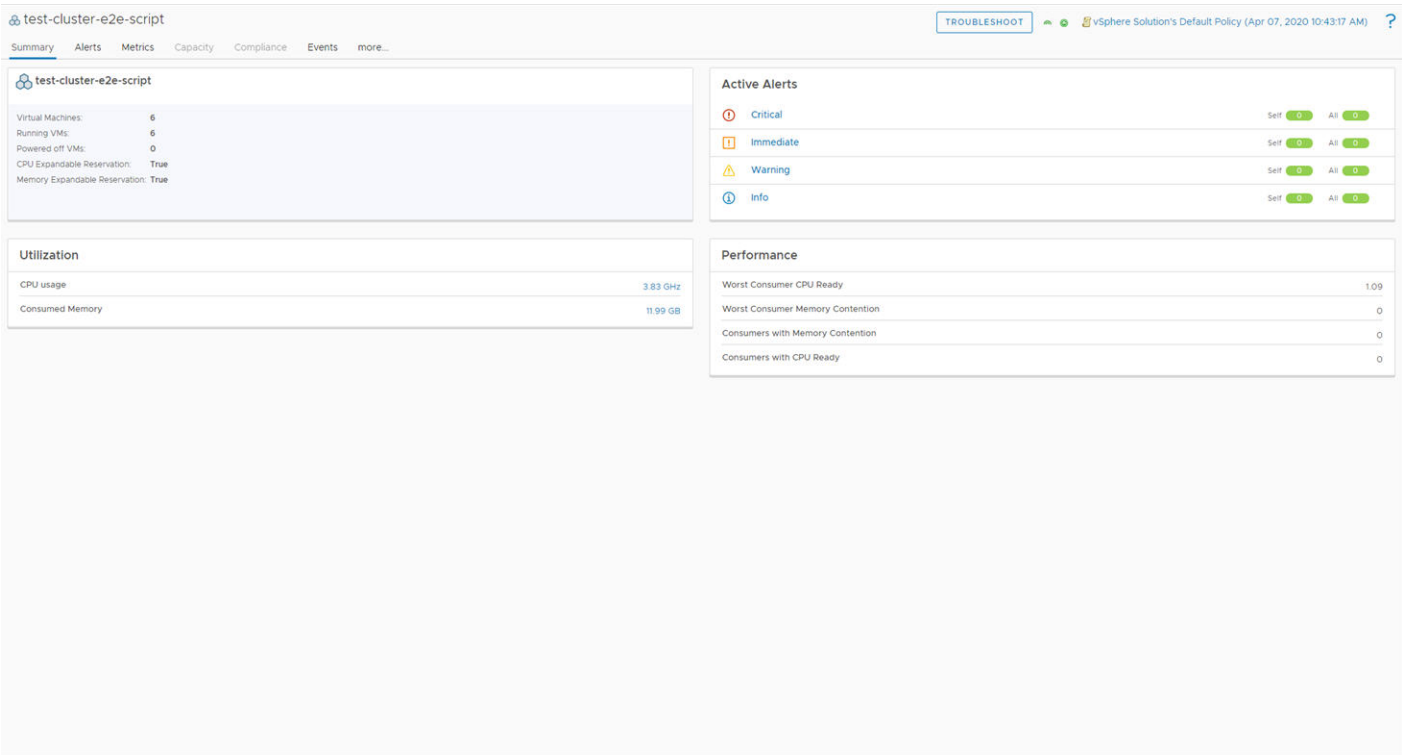 test-cluster-e2e-script
TROUBLESHOOT
vSphere Solution's Default Policy (Apr 07, 2020 10:43:17 AM)
?
Summary Alerts Metrics Capacity Compliance Events more...
test-cluster-e2e-script
Virtual Machines: 6
Running VMs: 6
Powered off VMs: 0
CPU Expandable Reservation: True
Memory Expandable Reservation: True
Active Alerts
Critical Self 0 All 0
Immediate Self 0 All 0
Warning Self 0 All 0
Info Self 0 All 0
Utilization
CPU usage 3.83 GHz
Consumed Memory 11.99 GB
Performance
Worst Consumer CPU Ready 1.09
Worst Consumer Memory Contention 0
Consumers with Memory Contention 0
Consumers with CPU Ready 0